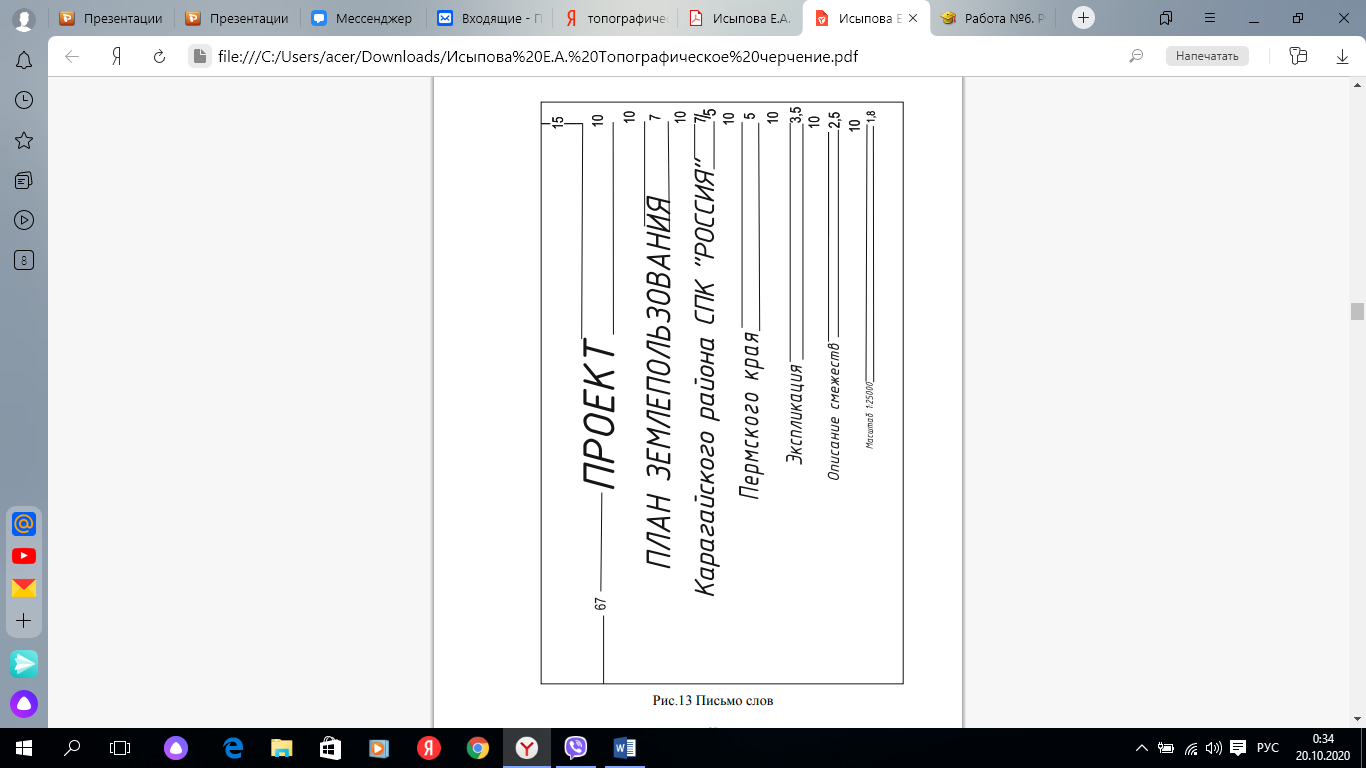 Презентации
Презентации
Мессенджер
Входящие - П
топографичес
Исыпова Е.А.
Исыпова Е
Работа №6. Р
file:///C:/Users/acer/Downloads/Исыпова%20Е.А.%20Топографическое%20черчение.pdf
Напечатать
8
15
10
10
7
10
7/5
10
5
10
3,5
10
2,5
10
1,8
67
ПРОЕКТ
ПЛАН ЗЕМЛЕПОЛЬЗОВАНИЯ
Карагайского района СПК "РОССИЯ"
Пермского края
Экспликация
Описание смежеств
Масштаб 1:25000
Рис.13 Письмо слов
РУС
0:34
20.10.2020